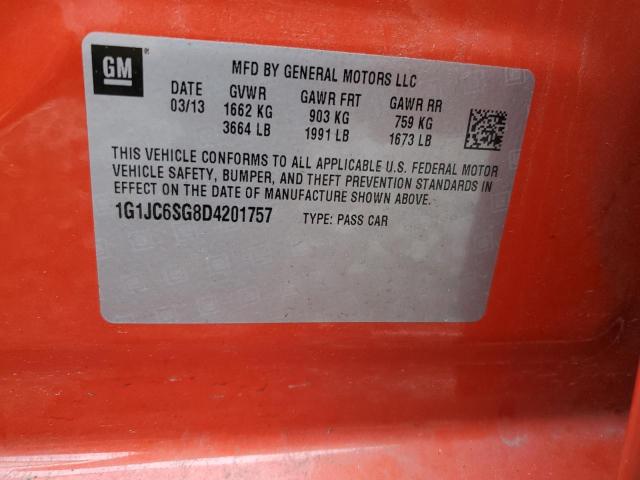 GM ®
MFD BY GENERAL MOTORS LLC
DATE GVWR GAWR FRT GAWR RR
03/13 1662 KG 903 KG 759 KG
3664 LB 1991 LB 1673 LB
THIS VEHICLE CONFORMS TO ALL APPLICABLE U.S. FEDERAL MOTOR
VEHICLE SAFETY, BUMPER, AND THEFT PREVENTION STANDARDS IN
EFFECT ON THE DATE OF MANUFACTURE SHOWN ABOVE.
1G1JC6SG8D4201757 TYPE: PASS CAR